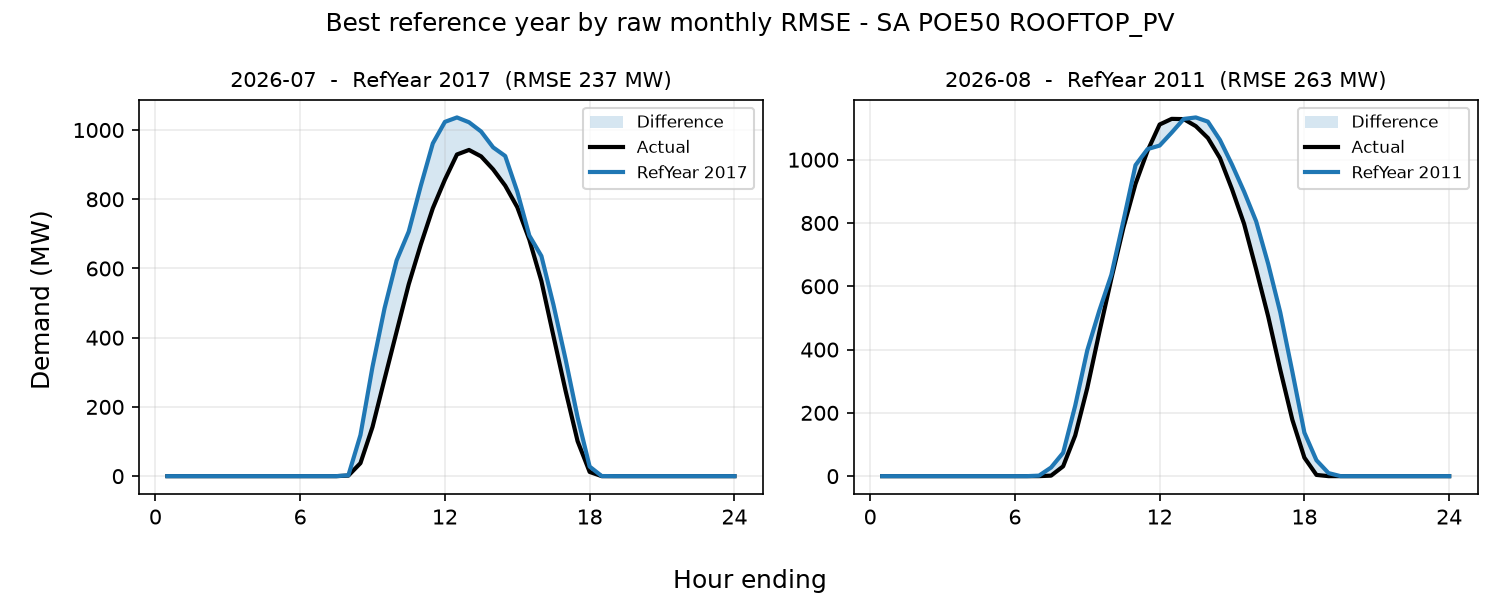 Best reference year by raw monthly RMSE - SA POE50 ROOFTOP_PV
2026-07 - RefYear 2017 (RMSE 237 MW)
Demand (MW)
1000
800
600
400
200
0
0 6 12 18 24
Difference
Actual
RefYear 2017
2026-08 - RefYear 2011 (RMSE 263 MW)
1000
800
600
400
200
0
0 6 12 18 24
Difference
Actual
RefYear 2011
Hour ending